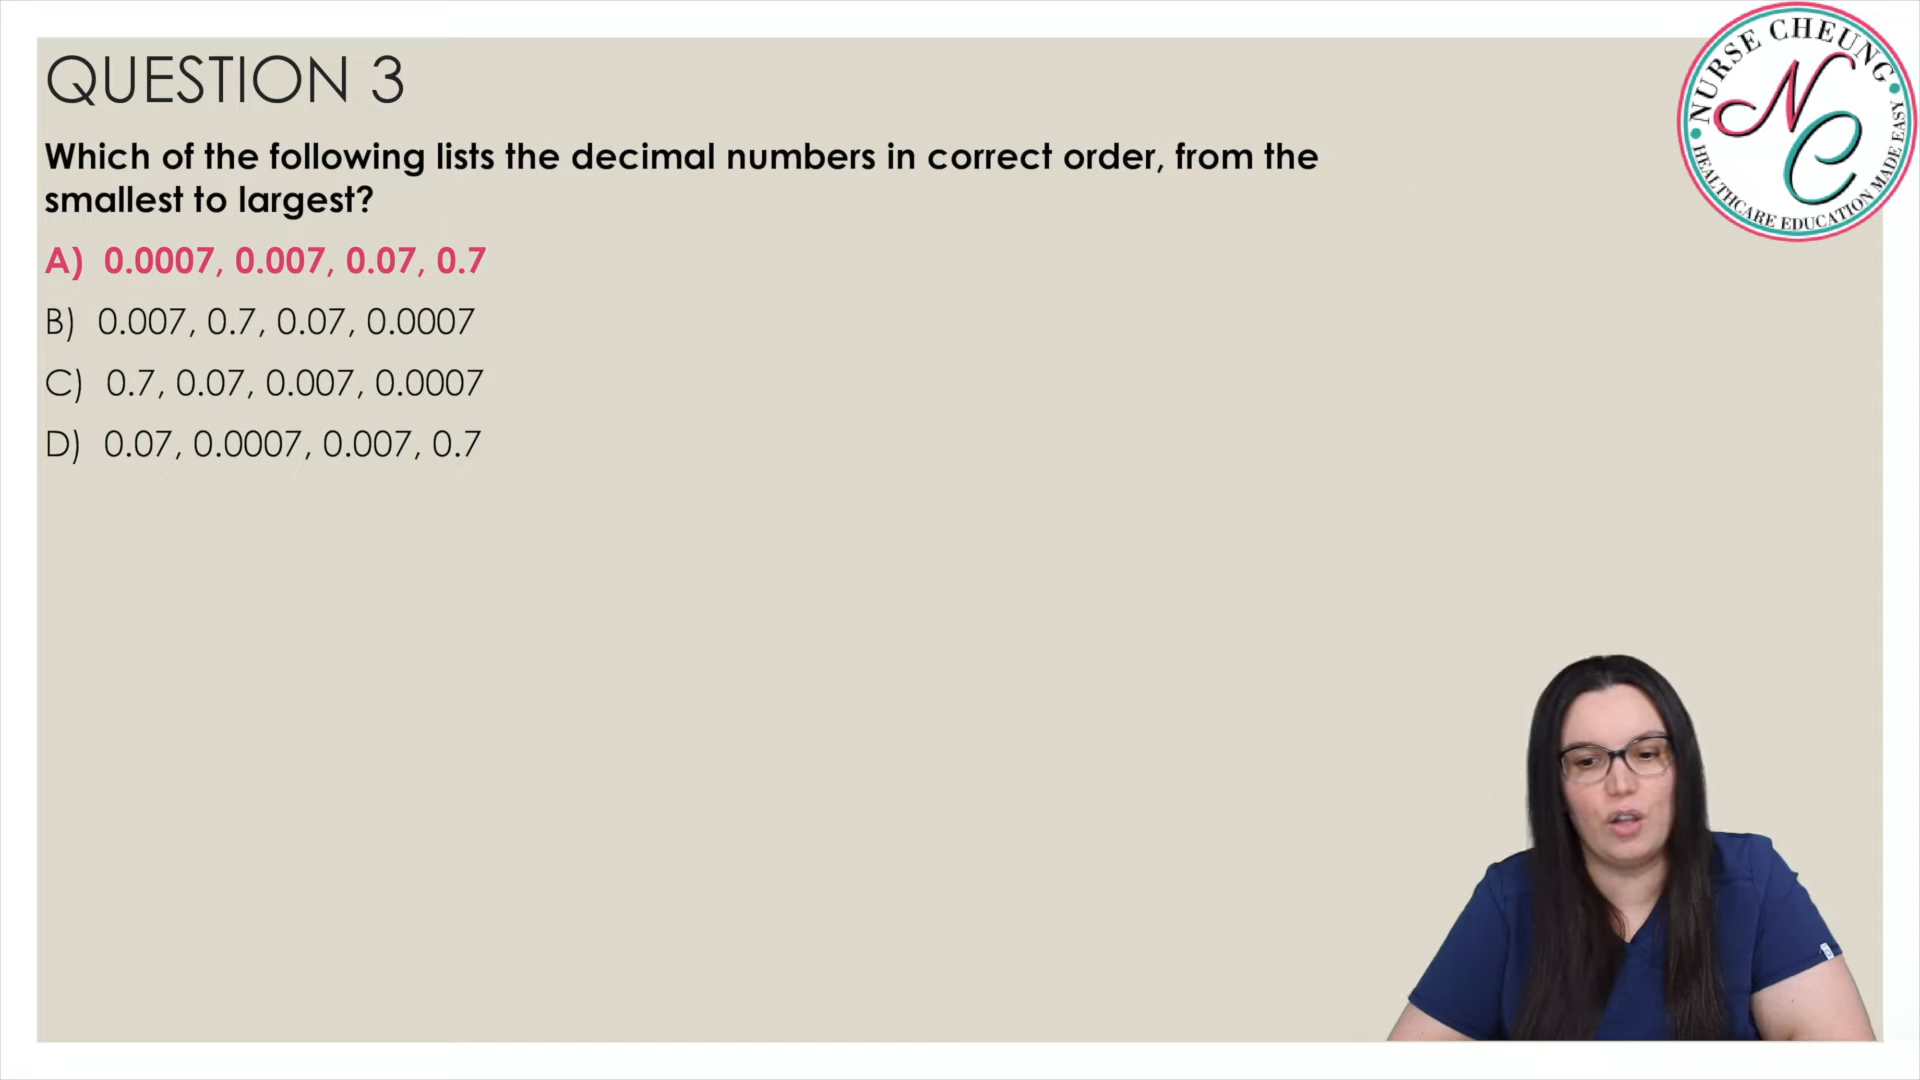 QUESTION 3
Which of the following lists the decimal numbers in correct order, from the
smallest to largest?
A) 0.0007, 0.007, 0.07, 0.7
B) 0.007, 0.7, 0.07, 0.0007
C) 0.7, 0.07, 0.007, 0.0007
D) 0.07, 0.0007, 0.007, 0.7
NURSE CHEUNG
NC
HEALTHCARE EDUCATION MADE EASY